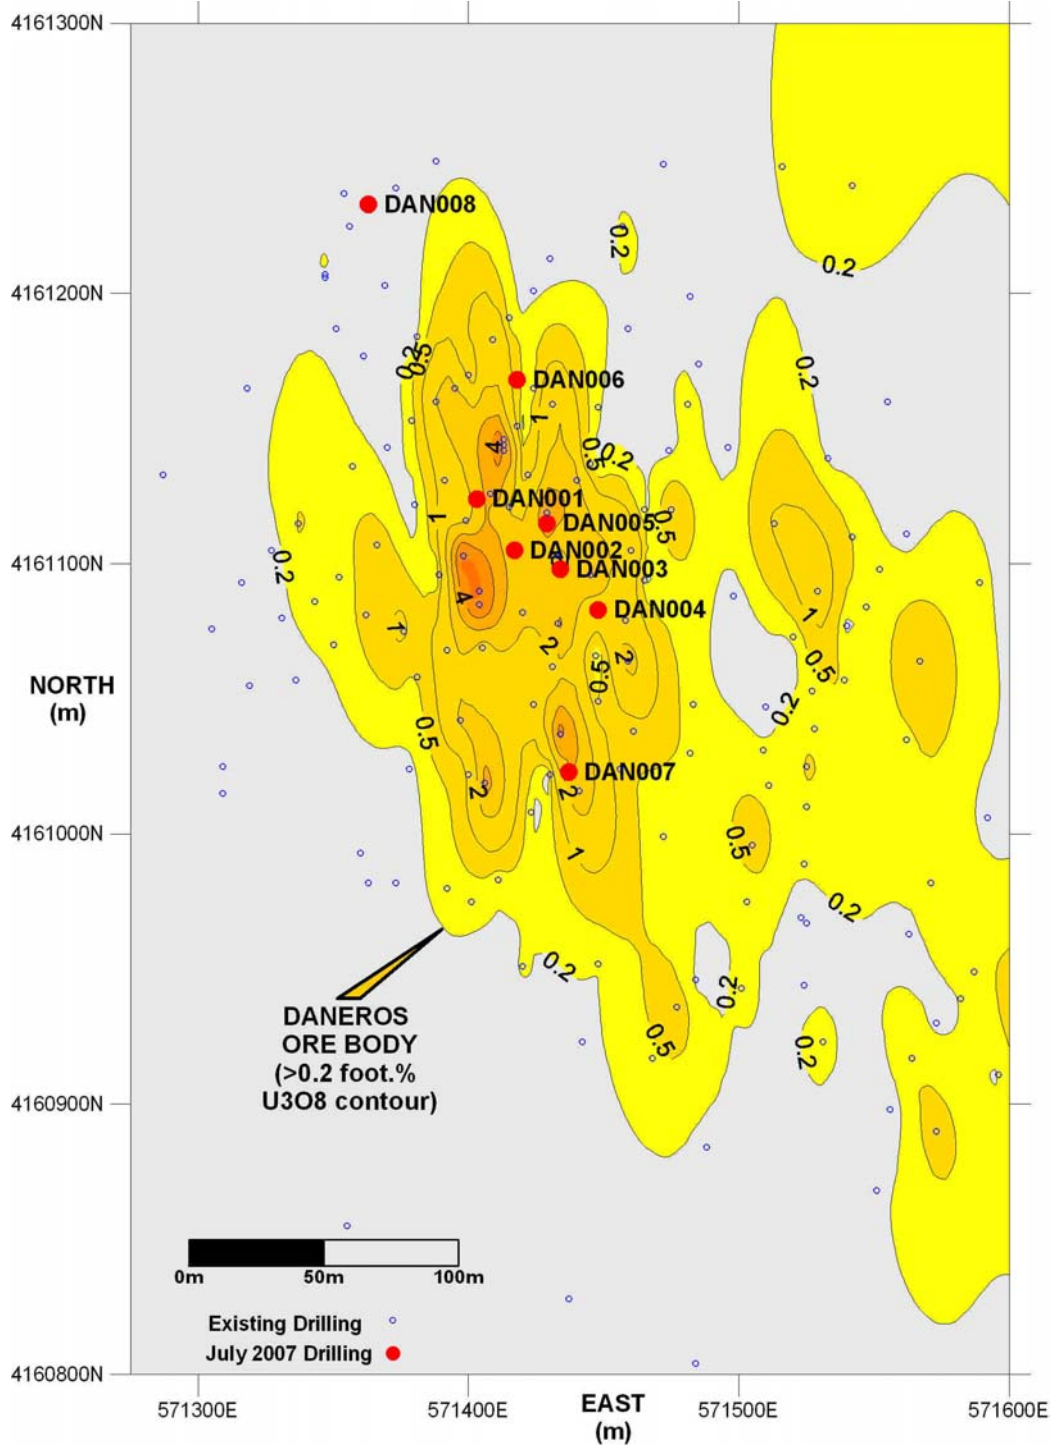 4161300N
DAN008
0.2
0.2
4161200N
0.2
0.5
DAN006
0.2
1
4
0.5
0.2
DAN001
1
DAN005
0.5
DAN002
0.2
4161100N
DAN003
4
DAN004
1
1
2
2
0.5
0.5
NORTH
(m)
0.2
0.5
DAN007
2
2
4161000N
0.5
1
0.2
0.2
0.2
DANEROS
ORE BODY
(>0.2 foot.%
U3O8 contour)
0.5
0.2
4160900N
0m
50m
100m
Existing Drilling
July 2007 Drilling
4160800N
571300E
571400E
EAST
(m)
571500E
571600E